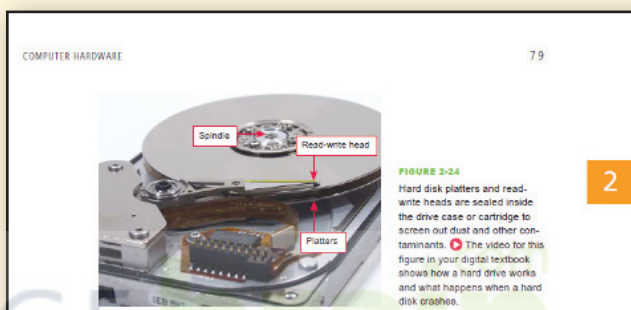 COMPUTER HARDWARE
79
Spindle
Read-write head
Platters
FIGURE 2-24
Hard disk platters and read-
write heads are sealed inside
the drive case or cartridge to
screen out dust and other con-
taminants. The video for this
figure in your digital textbook
shows how a hard drive works
and what happens when a hard
disk crashes.
2